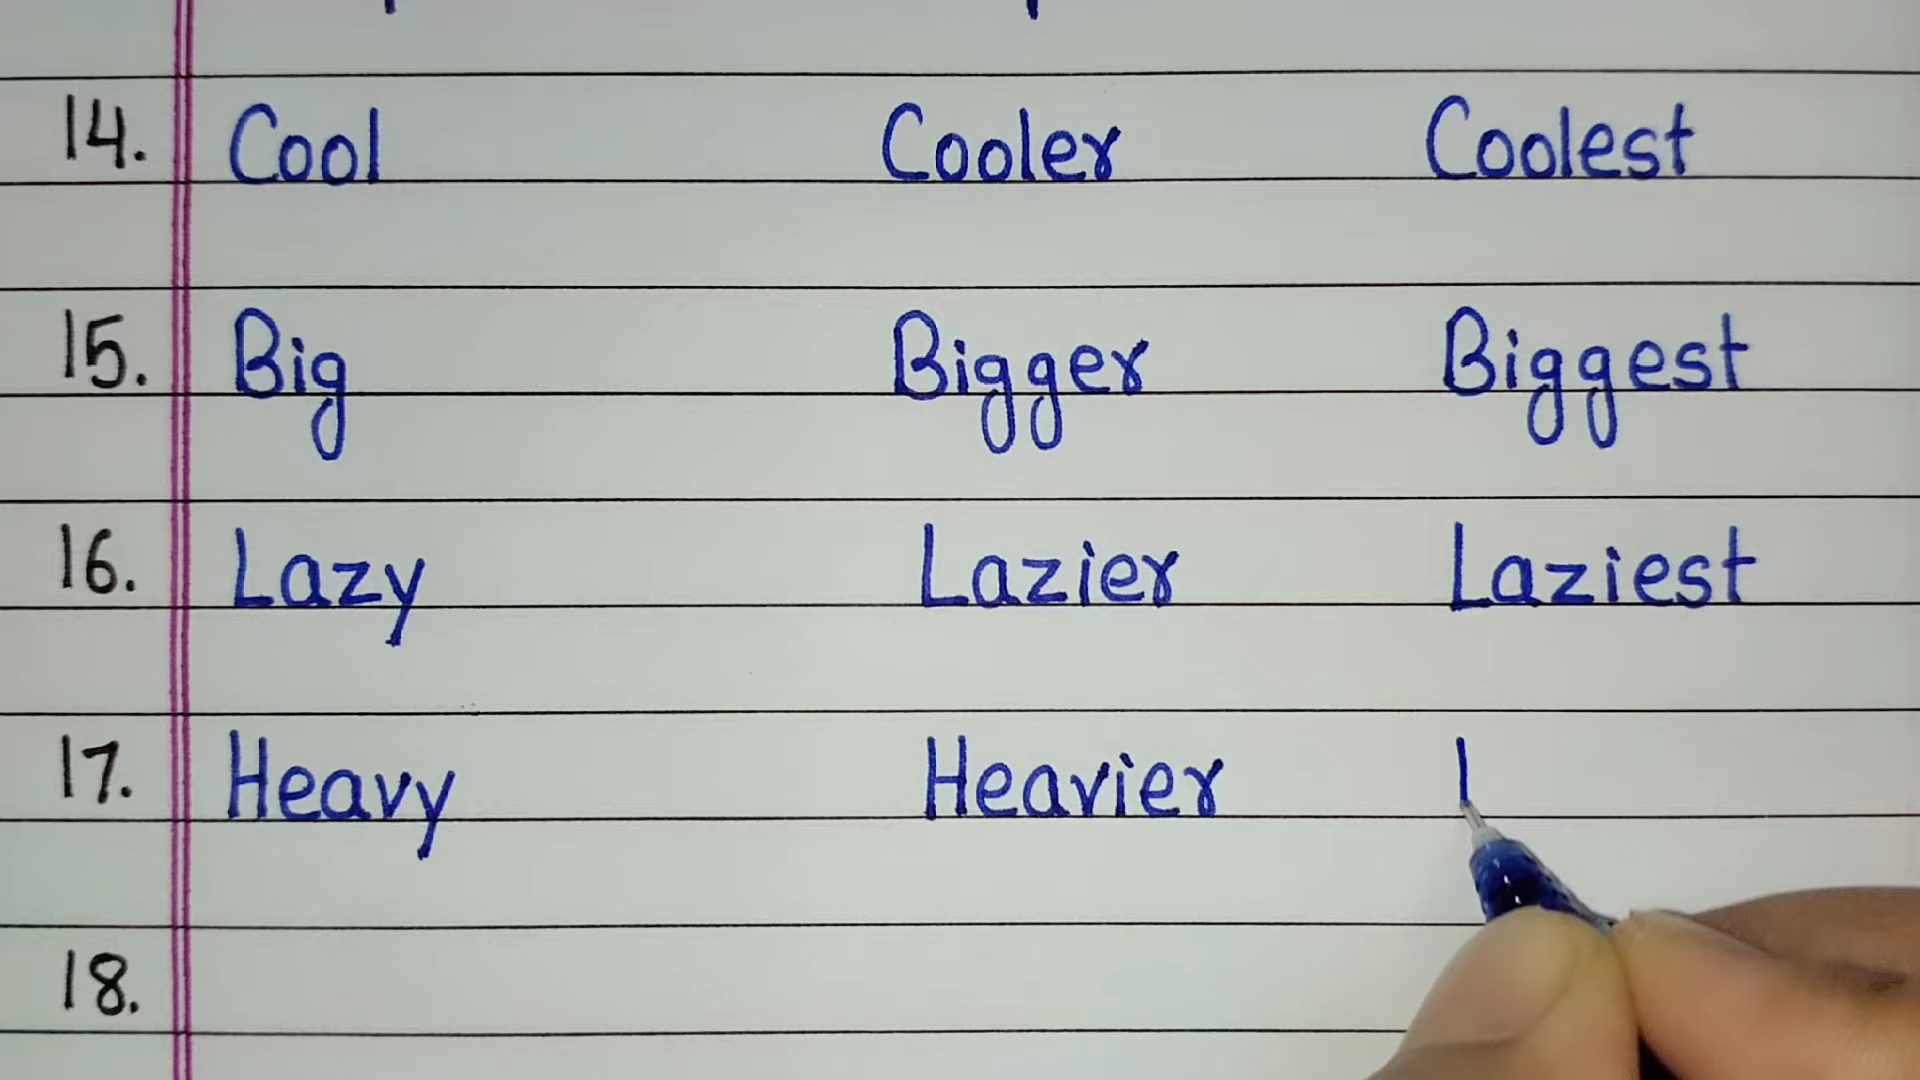 14. Cool Cooler Coolest
15. Big Bigger Biggest
16. Lazy Lazier Laziest
17. Heavy Heavier
18.